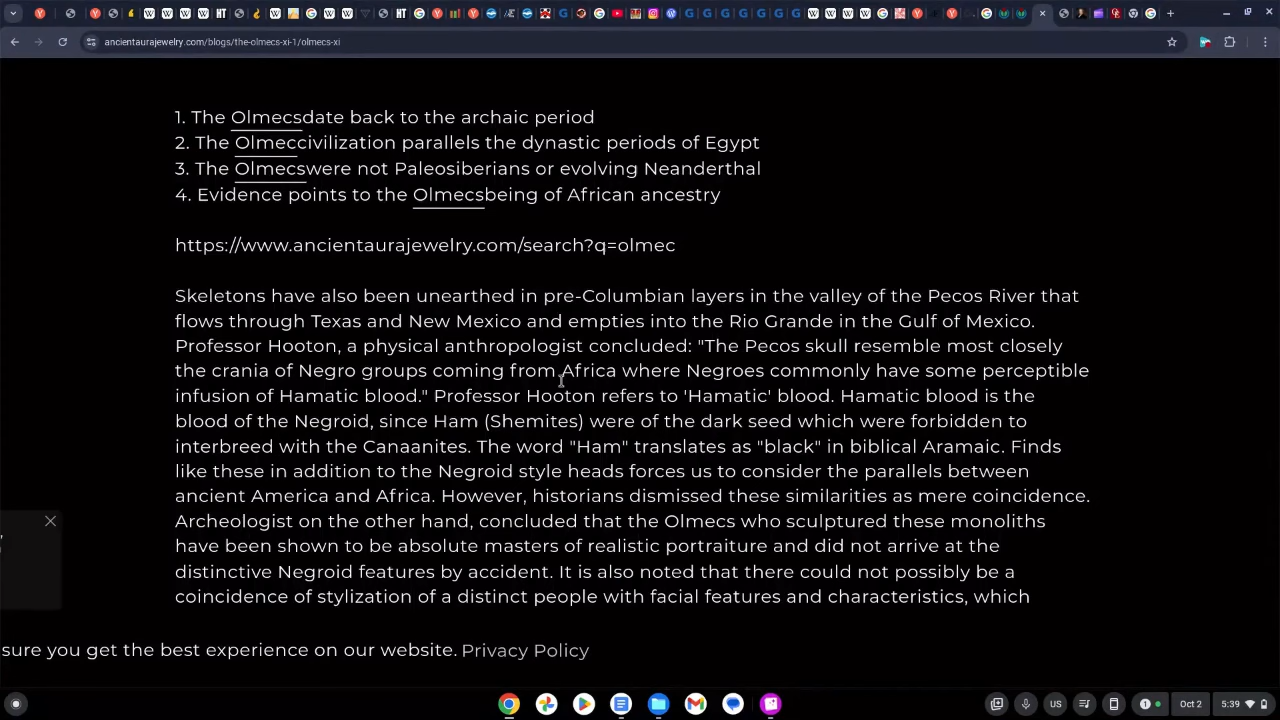 ancientaurajewelry.com/blogs/the-olmecs-xi-1/olmecs-xi
1. The Olmecsdate back to the archaic period
2. The Olmeccivilization parallels the dynastic periods of Egypt
3. The Olmecswere not Paleosiberians or evolving Neanderthal
4. Evidence points to the Olmecsbeing of African ancestry
https://www.ancientaurajewelry.com/search?q=olmec
Skeletons have also been unearthed in pre-Columbian layers in the valley of the Pecos River that
flows through Texas and New Mexico and empties into the Rio Grande in the Gulf of Mexico.
Professor Hooton, a physical anthropologist concluded: "The Pecos skull resemble most closely
the crania of Negro groups coming from Africa where Negroes commonly have some perceptible
infusion of Hamatic blood." Professor Hooton refers to 'Hamatic' blood. Hamatic blood is the
blood of the Negroid, since Ham (Shemites) were of the dark seed which were forbidden to
interbreed with the Canaanites. The word "Ham" translates as "black" in biblical Aramaic. Finds
like these in addition to the Negroid style heads forces us to consider the parallels between
ancient America and Africa. However, historians dismissed these similarities as mere coincidence.
Archeologist on the other hand, concluded that the Olmecs who sculptured these monoliths
have been shown to be absolute masters of realistic portraiture and did not arrive at the
distinctive Negroid features by accident. It is also noted that there could not possibly be a
coincidence of stylization of a distinct people with facial features and characteristics, which
sure you get the best experience on our website. Privacy Policy
US
1
Oct 2
5:39